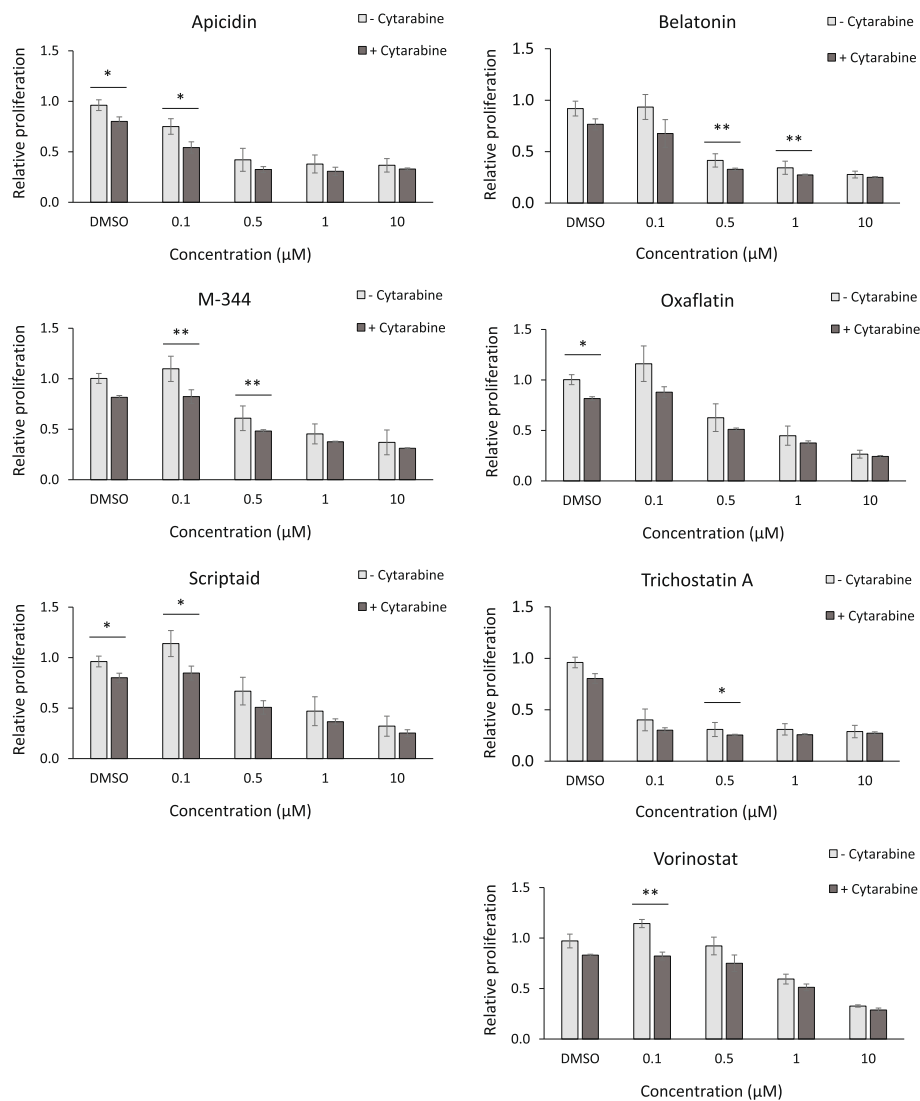 Apicidin
- Cytarabine
+ Cytarabine
Relative proliferation
1.5
1.0
0.5
0.0
*
*
DMSO 0.1 0.5 1 10
Concentration (µM)
Belatonin
- Cytarabine
+ Cytarabine
Relative proliferation
1.5
1.0
0.5
0.0
**
**
DMSO 0.1 0.5 1 10
Concentration (µM)
M-344
- Cytarabine
+ Cytarabine
Relative proliferation
1.5
1.0
0.5
0.0
**
**
DMSO 0.1 0.5 1 10
Concentration (µM)
Oxaflatin
- Cytarabine
+ Cytarabine
Relative proliferation
1.5
1.0
0.5
0.0
*
DMSO 0.1 0.5 1 10
Concentration (µM)
Scriptaid
- Cytarabine
+ Cytarabine
Relative proliferation
1.5
1.0
0.5
0.0
*
*
DMSO 0.1 0.5 1 10
Concentration (µM)
Trichostatin A
- Cytarabine
+ Cytarabine
Relative proliferation
1.5
1.0
0.5
0.0
*
DMSO 0.1 0.5 1 10
Concentration (µM)
Vorinostat
- Cytarabine
+ Cytarabine
Relative proliferation
1.5
1.0
0.5
0.0
**
DMSO 0.1 0.5 1 10
Concentration (µM)